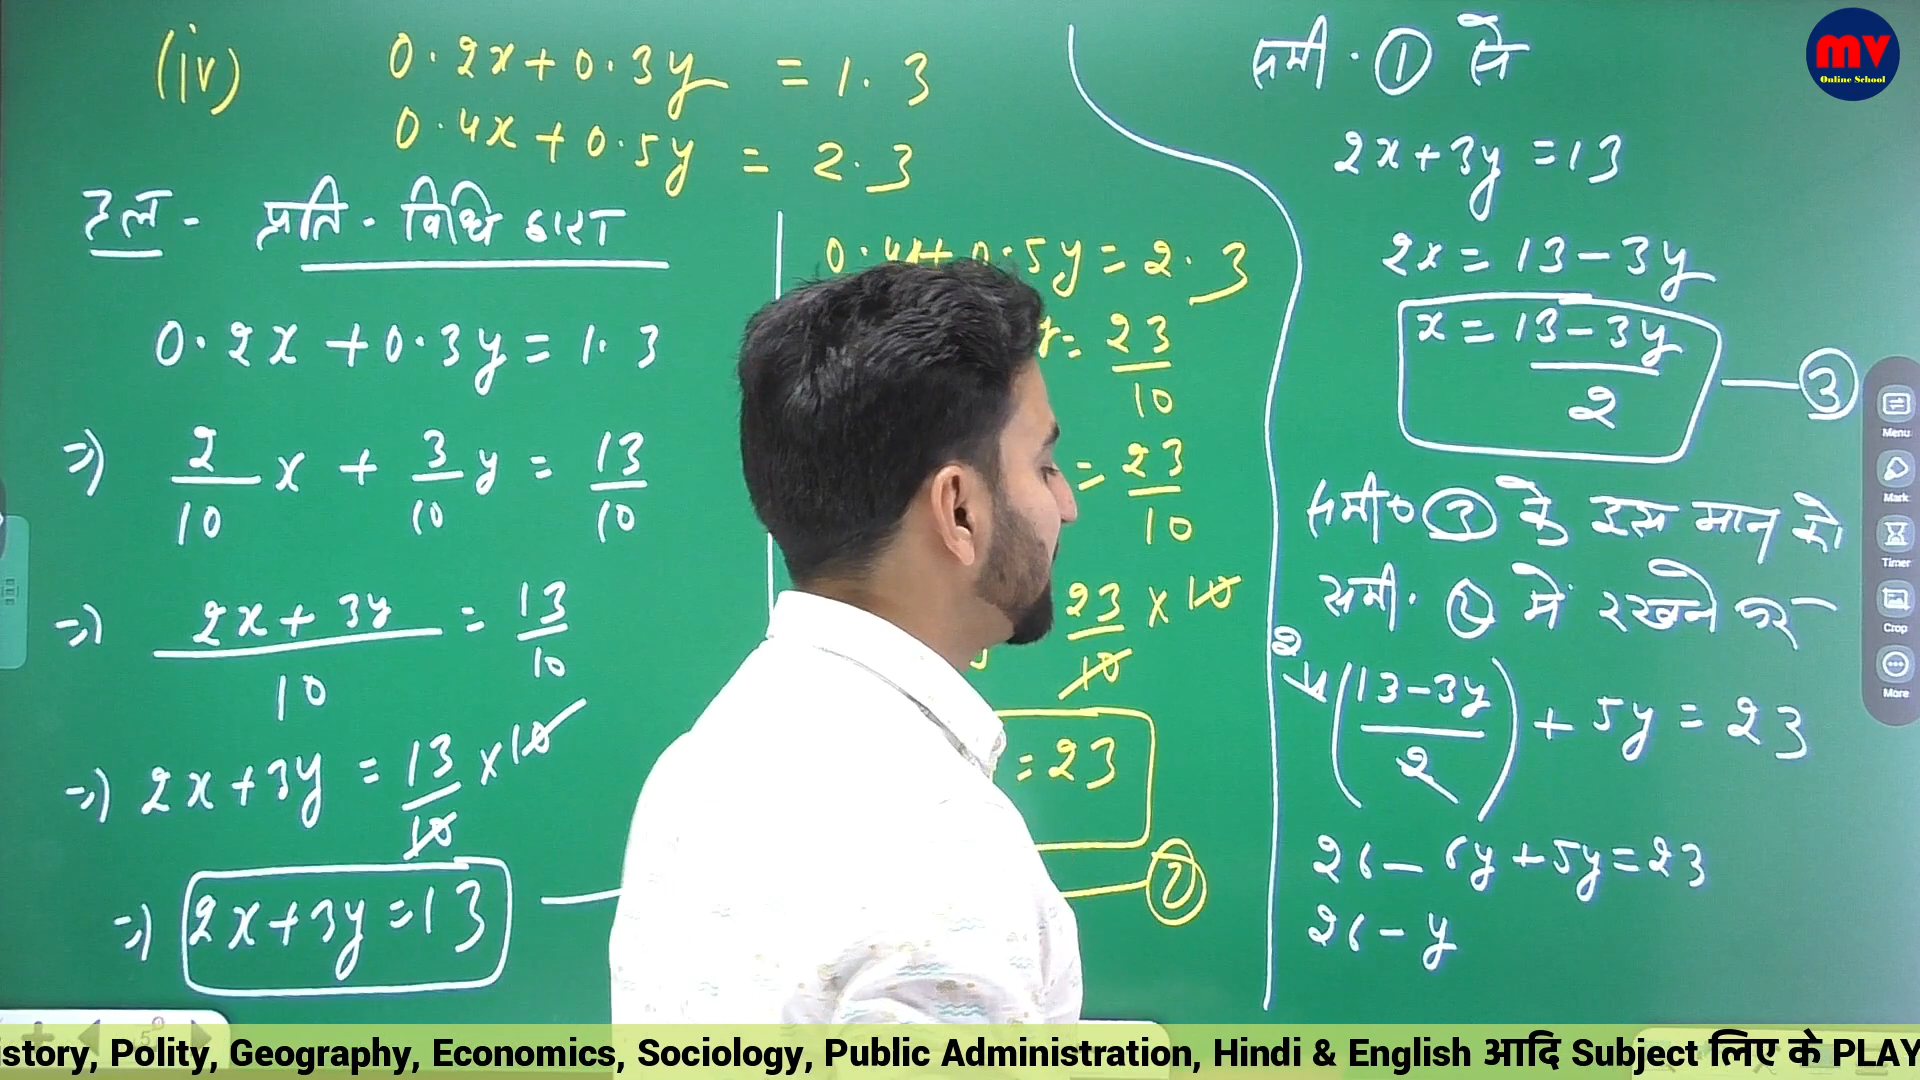 (iv) 0.2x+0.3y = 1.3
0.4x+0.5y = 2.3
हल - प्रति. विधि द्वारा
0.2x+0.3y = 1.3
=) 2/10 x + 3/10 y = 13/10
=) 2x+3y/10 = 13/10
=) 2x+3y = 13/10 × 10
=) 2x+3y=13
0.4x+0.5y = 2.3
= 23/10
= 23/10
23/10 × 10
= 23
2
समी. 1 से
2x+3y =13
2x = 13-3y
x = 13-3y/2 — 3
समी० 3 के इस मान को
समी. 2 में रखने पर
2
4(13-3y/2) + 5y = 23
26- 6y+5y=23
26- y
mv
Online School
Menu
Mark
Timer
Crop
More
istory, Polity, Geography, Economics, Sociology, Public Administration, Hindi & English आदि Subject लिए के PLAY